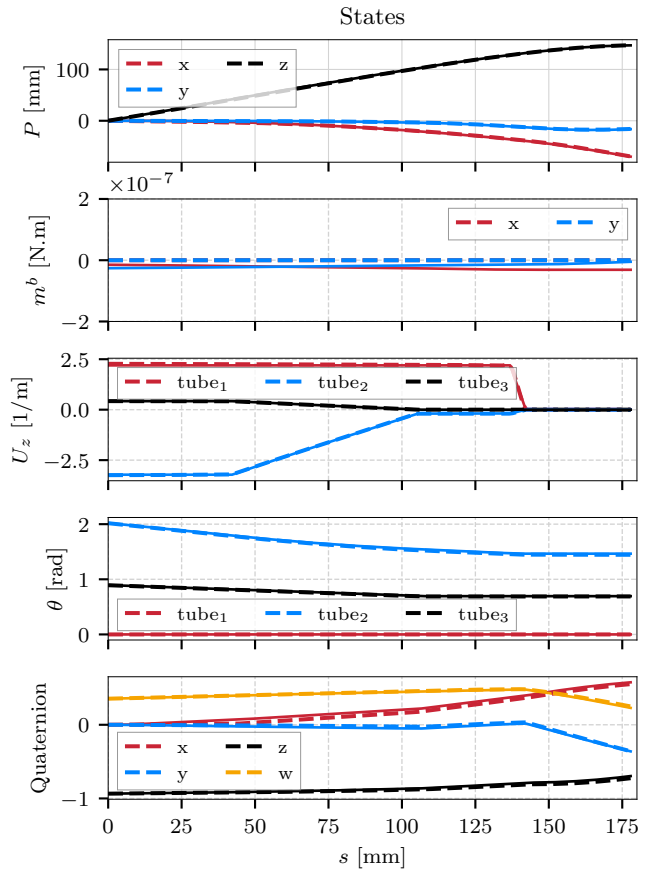 States
P [mm]
100
0
x
y
z
×10⁻⁷
m^b [N.m]
2
0
−2
x
y
U_z [1/m]
2.5
0.0
−2.5
tube₁
tube₂
tube₃
θ [rad]
2
1
0
tube₁
tube₂
tube₃
Quaternion
0
−1
x
y
z
w
0
25
50
75
100
125
150
175
s [mm]